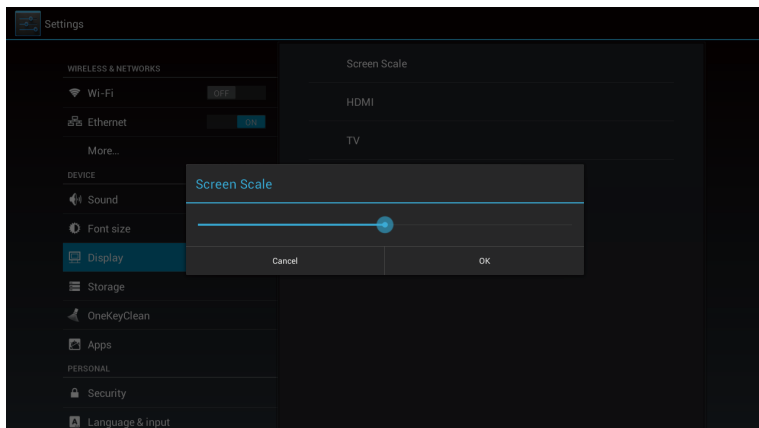 Settings
WIRELESS & NETWORKS
Wi-Fi OFF
Ethernet ON
More...
DEVICE
Sound
Font size
Display
Storage
OneKeyClean
Apps
PERSONAL
Security
Language & input
Screen Scale
HDMI
TV
Screen Scale
Cancel OK